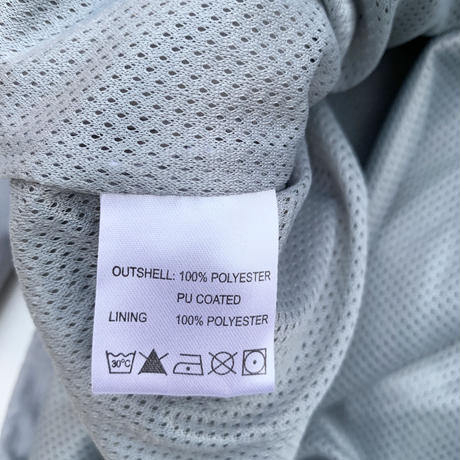 OUTSHELL: 100% POLYESTER
PU COATED
LINING 100% POLYESTER
30°C